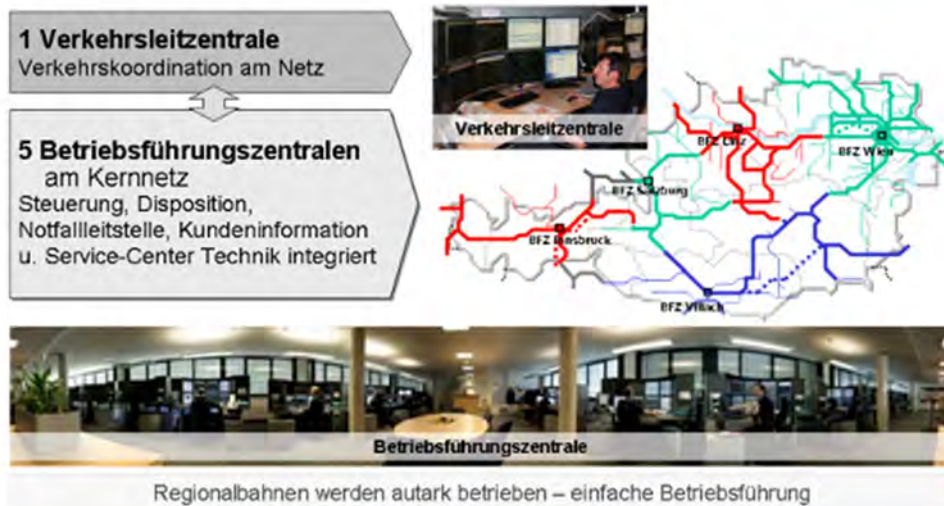 1 Verkehrsleitzentrale
Verkehrskoordination am Netz
5 Betriebsführungszentralen
am Kernnetz
Steuerung, Disposition,
Notfallleitstelle, Kundeninformation
u. Service-Center Technik integriert
Verkehrsleitzentrale
BFZ Linz
BFZ Wien
BFZ Salzburg
BFZ Innsbruck
BFZ Villach
Betriebsführungszentrale
Regionalbahnen werden autark betrieben – einfache Betriebsführung